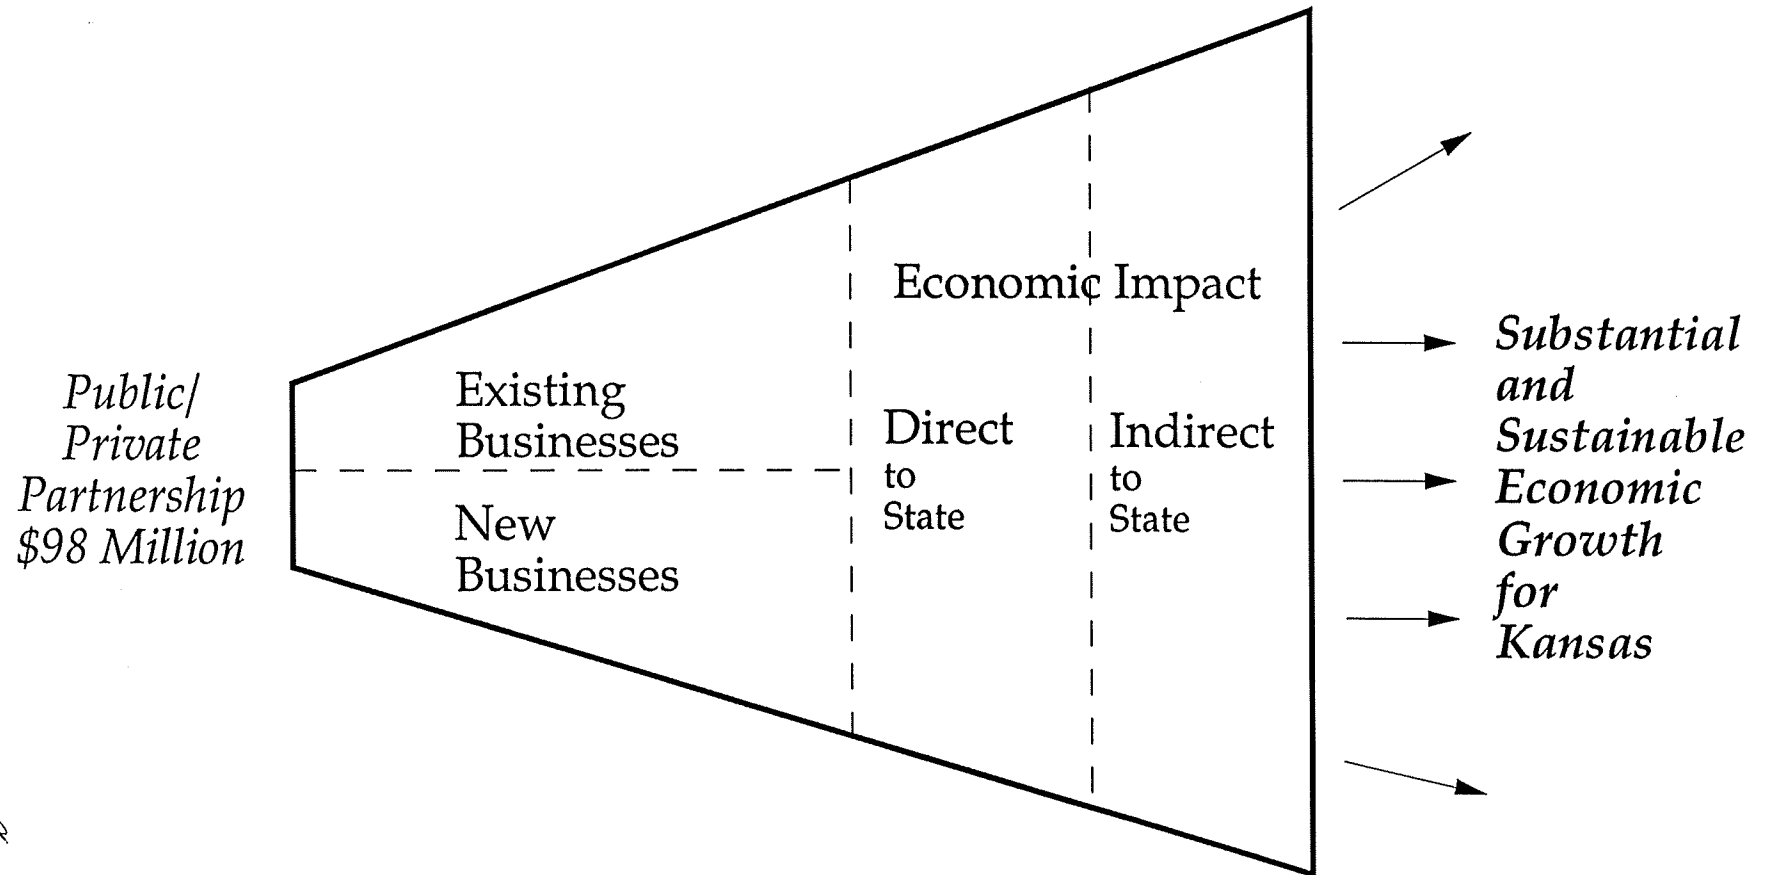 Public/
Private
Partnership
$98 Million
Existing
Businesses
New
Businesses
Economic Impact
Direct
to
State
Indirect
to
State
Substantial
and
Sustainable
Economic
Growth
for
Kansas